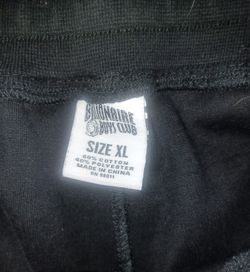 BILLIONAIRE
BOYS CLUB
SIZE XL
60% COTTON
40% POLYESTER
MADE IN CHINA